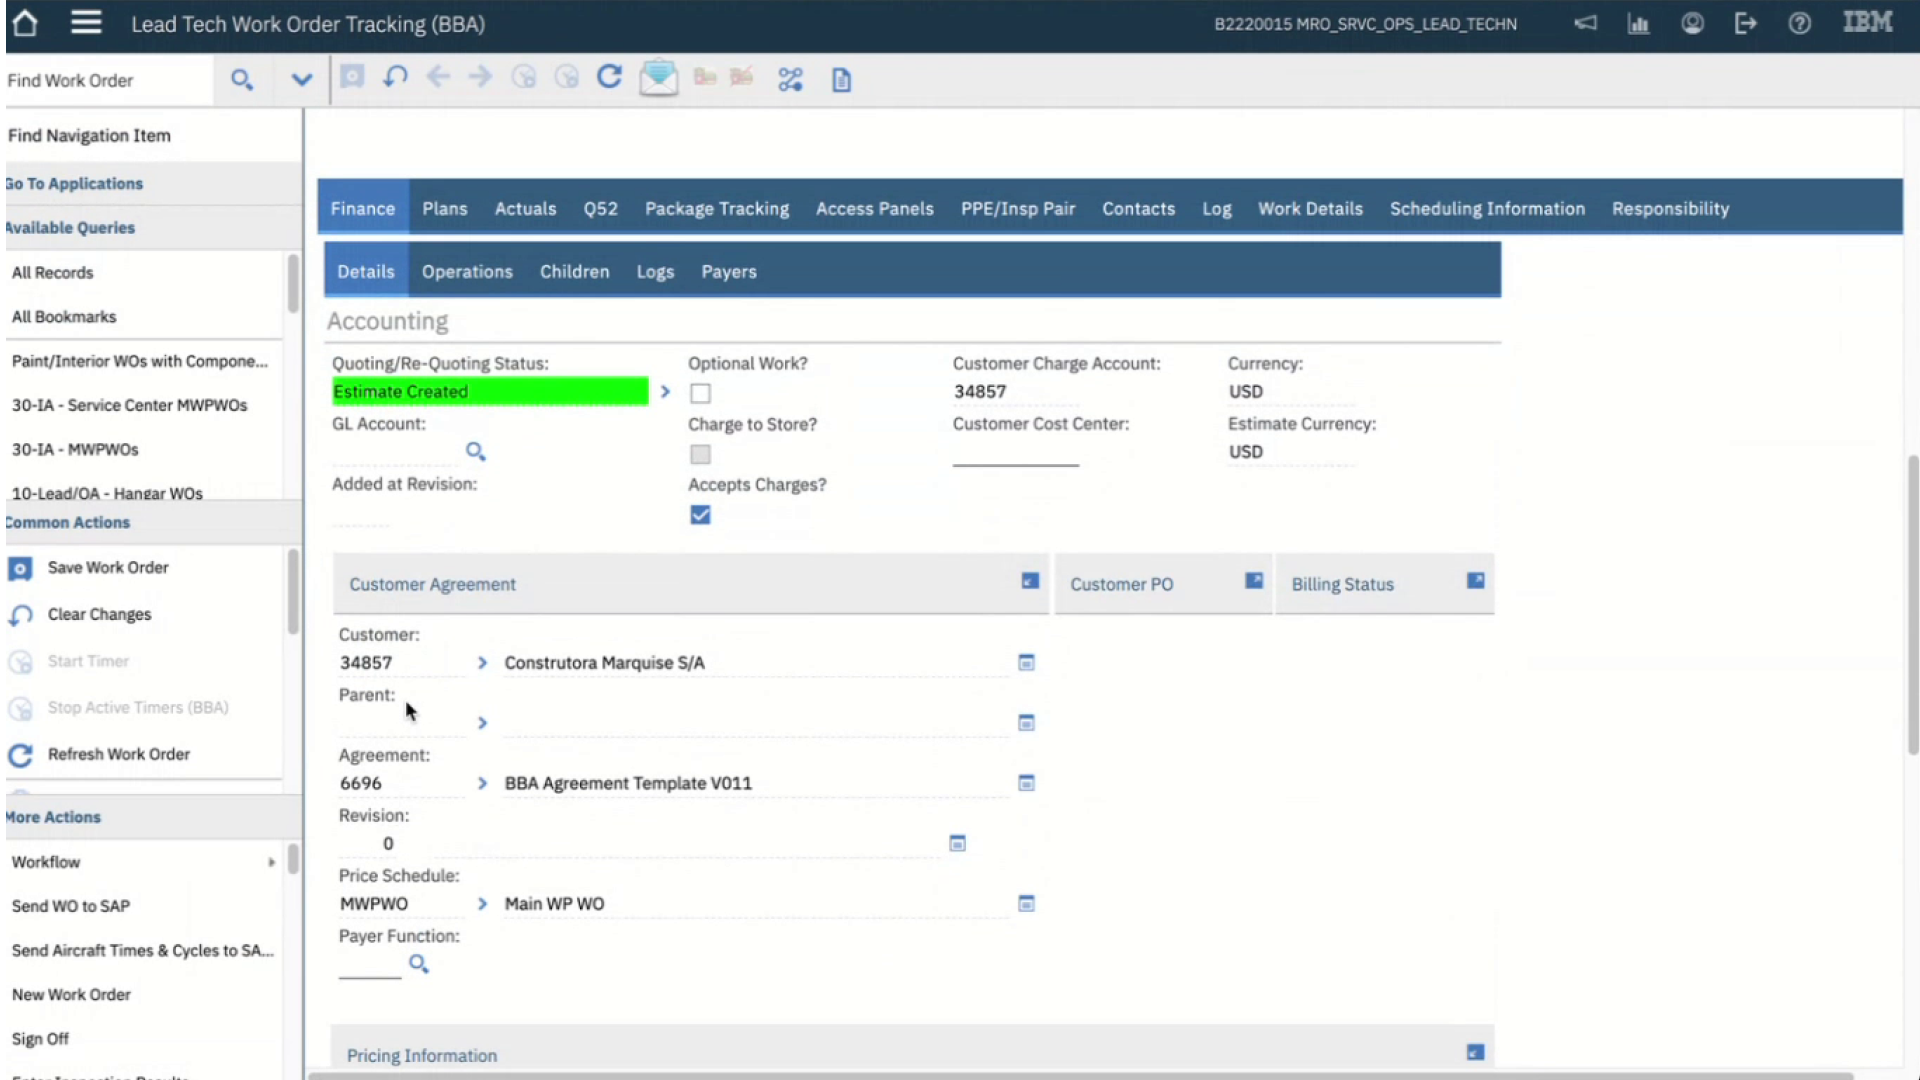 Lead Tech Work Order Tracking (BBA)
B2220015 MRO_SRVC_OPS_LEAD_TECHN
IBM
Find Work Order
Find Navigation Item
Go To Applications
Available Queries
All Records
All Bookmarks
Paint/Interior WOs with Compone...
30-IA - Service Center MWPWOs
30-IA - MWPWOs
10-Lead/OA - Hangar WOs
Common Actions
Save Work Order
Clear Changes
Start Timer
Stop Active Timers (BBA)
Refresh Work Order
More Actions
Workflow
Send WO to SAP
Send Aircraft Times & Cycles to SA...
New Work Order
Sign Off
Enter Inspection Results
Finance Plans Actuals Q52 Package Tracking Access Panels PPE/Insp Pair Contacts Log Work Details Scheduling Information Responsibility
Details Operations Children Logs Payers
Accounting
Quoting/Re-Quoting Status: Optional Work? Customer Charge Account: Currency:
Estimate Created 34857 USD
GL Account: Charge to Store? Customer Cost Center: Estimate Currency:
USD
Added at Revision: Accepts Charges?
Customer Agreement Customer PO Billing Status
Customer:
34857 Construtora Marquise S/A
Parent:
Agreement:
6696 BBA Agreement Template V011
Revision:
0
Price Schedule:
MWPWO Main WP WO
Payer Function:
Pricing Information